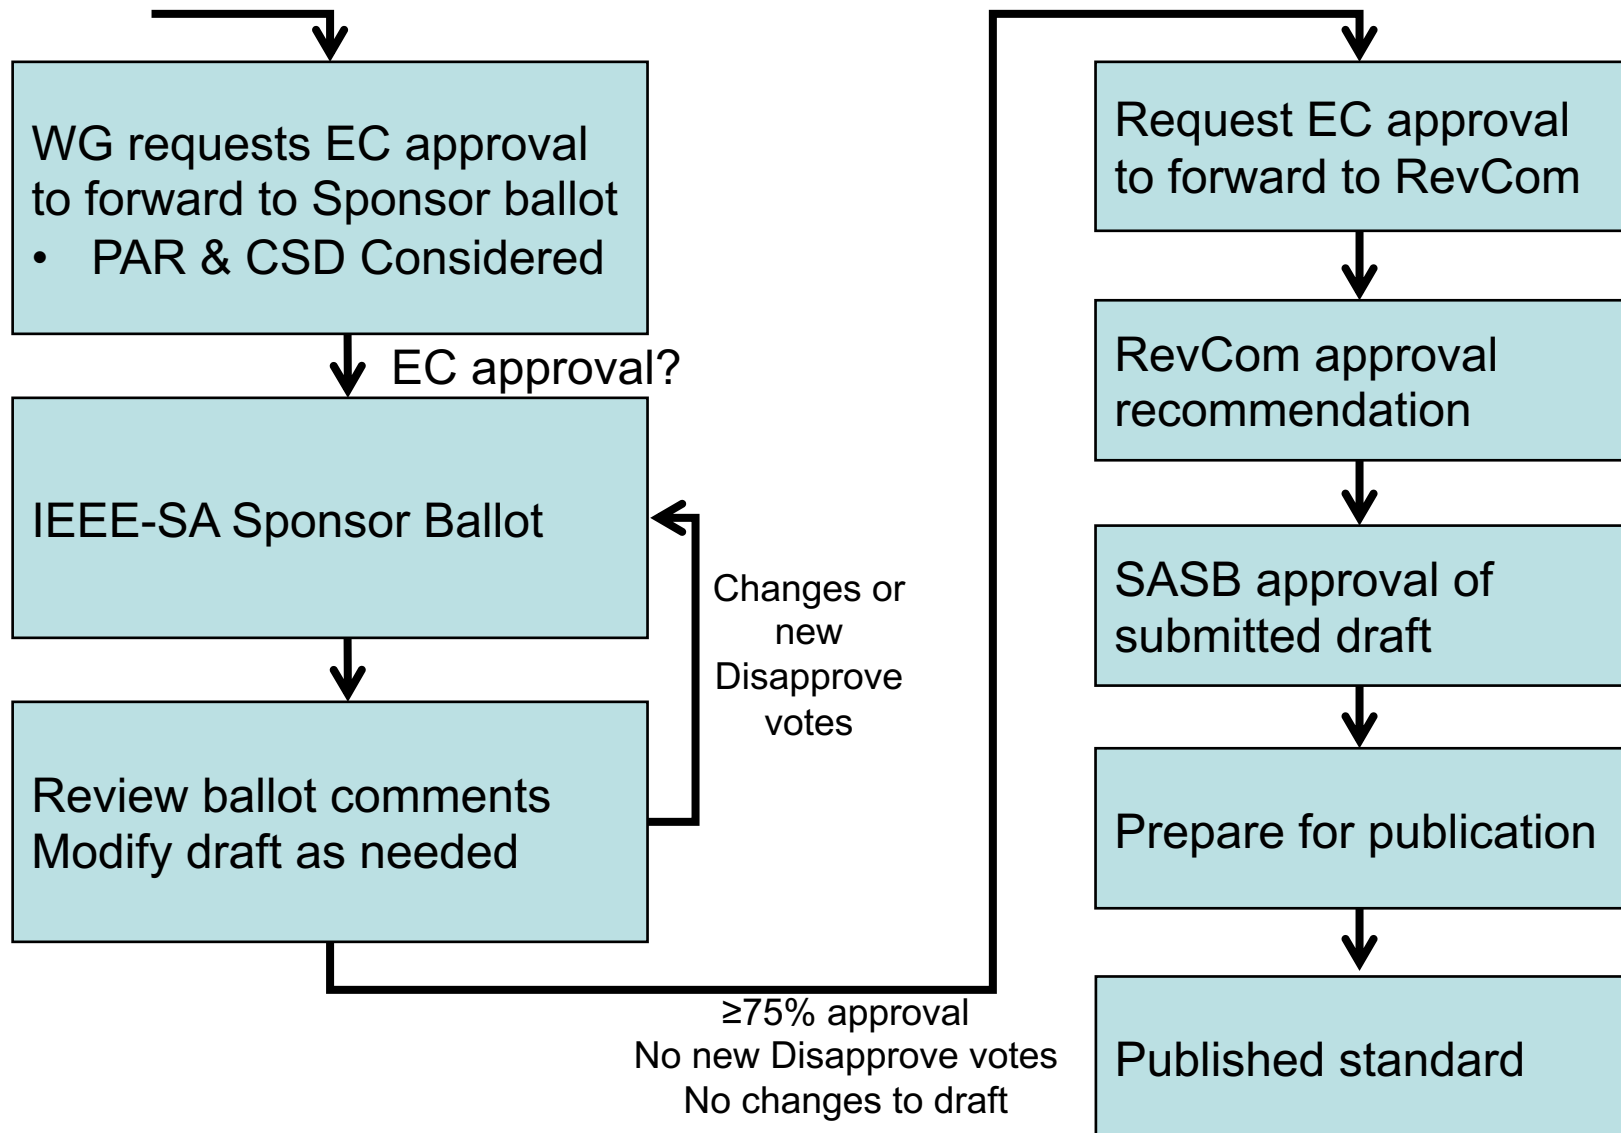 WG requests EC approval
to forward to Sponsor ballot
• PAR & CSD Considered
EC approval?
IEEE-SA Sponsor Ballot
Changes or
new
Disapprove
votes
Review ballot comments
Modify draft as needed
≥75% approval
No new Disapprove votes
No changes to draft
Request EC approval
to forward to RevCom
RevCom approval
recommendation
SASB approval of
submitted draft
Prepare for publication
Published standard